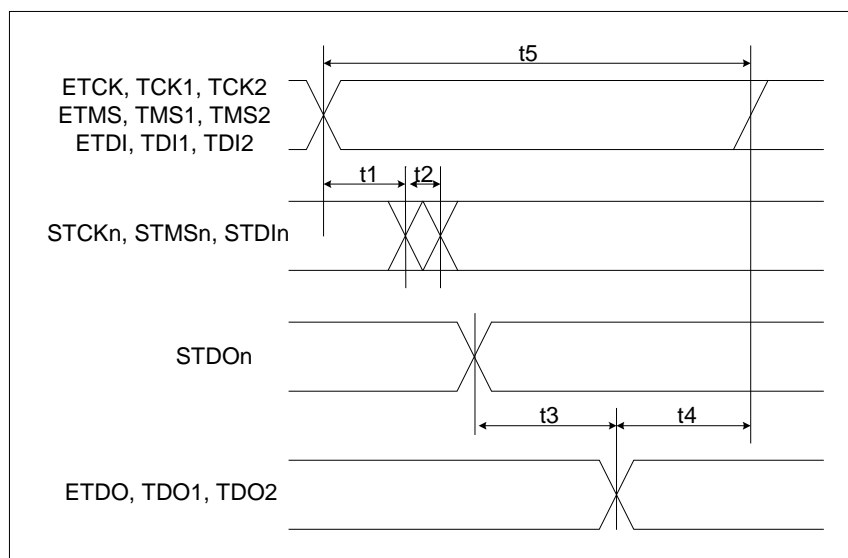 t5
ETCK, TCK1, TCK2
ETMS, TMS1, TMS2
ETDI, TDI1, TDI2
t1
t2
STCKn, STMSn, STDIn
STDOn
t3
t4
ETDO, TDO1, TDO2